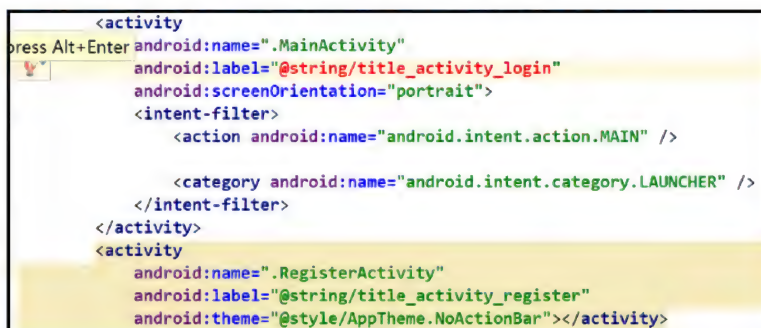 <activity
press Alt+Enter android:name=".MainActivity"
android:label="@string/title_activity_login"
android:screenOrientation="portrait">
<intent-filter>
<action android:name="android.intent.action.MAIN" />
<category android:name="android.intent.category.LAUNCHER" />
</intent-filter>
</activity>
<activity
android:name=".RegisterActivity"
android:label="@string/title_activity_register"
android:theme="@style/AppTheme.NoActionBar"></activity>